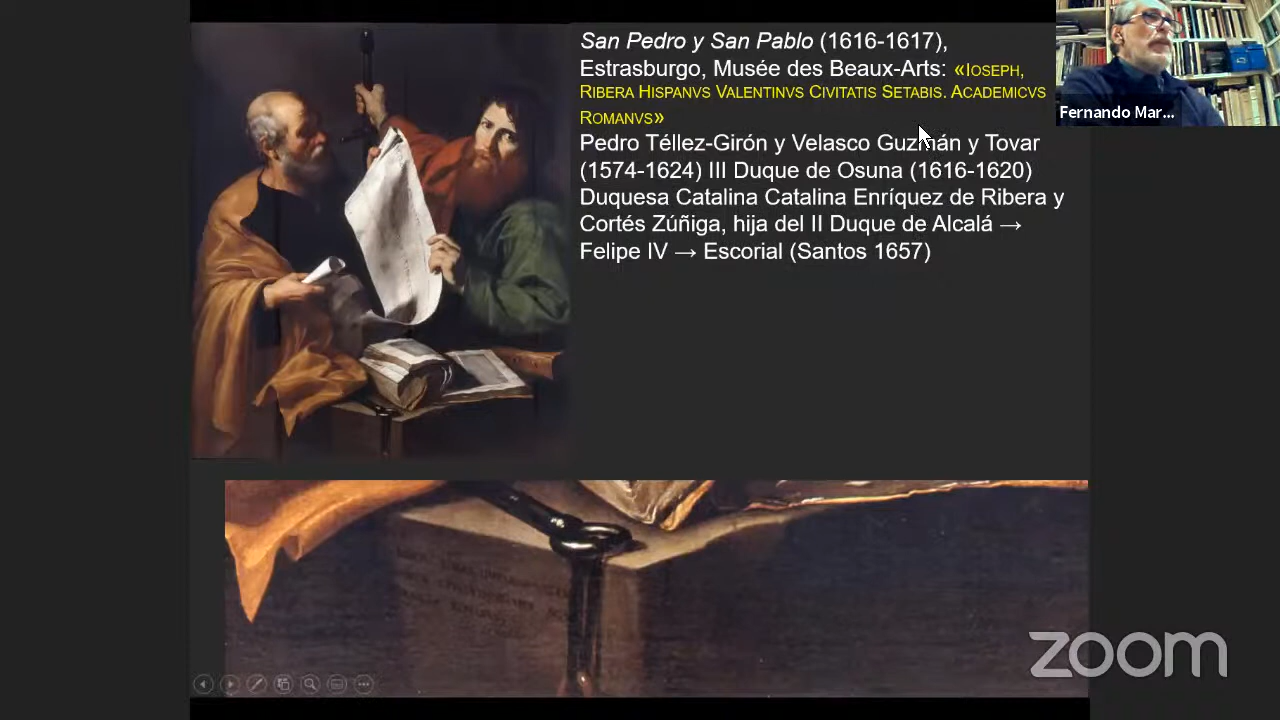 San Pedro y San Pablo (1616-1617),
Estrasburgo, Musée des Beaux-Arts: «IOSEPH,
RIBERA HISPANVS VALENTINVS CIVITATIS SETABIS. ACADEMICVS
ROMANVS»
Pedro Téllez-Girón y Velasco Guzmán y Tovar
(1574-1624) III Duque de Osuna (1616-1620)
Duquesa Catalina Catalina Enríquez de Ribera y
Cortés Zúñiga, hija del II Duque de Alcalá →
Felipe IV → Escorial (Santos 1657)
Fernando Mar...
zoom